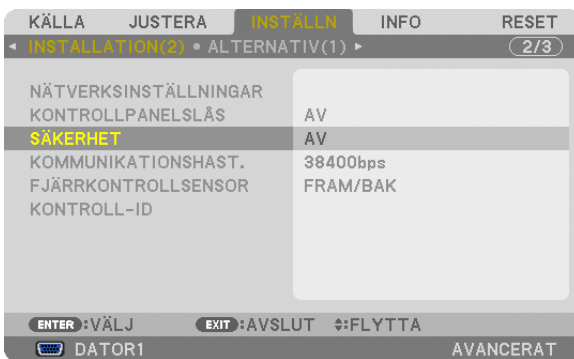 KÄLLA JUSTERA INSTÄLLN INFO RESET
◂ INSTALLATION(2) • ALTERNATIV(1) ▸ 2/3
NÄTVERKSINSTÄLLNINGAR
KONTROLLPANELSLÅS AV
SÄKERHET AV
KOMMUNIKATIONSHAST. 38400bps
FJÄRRKONTROLLSENSOR FRAM/BAK
KONTROLL-ID
ENTER :VÄLJ EXIT :AVSLUT ♦:FLYTTA
DATOR1 AVANCERAT